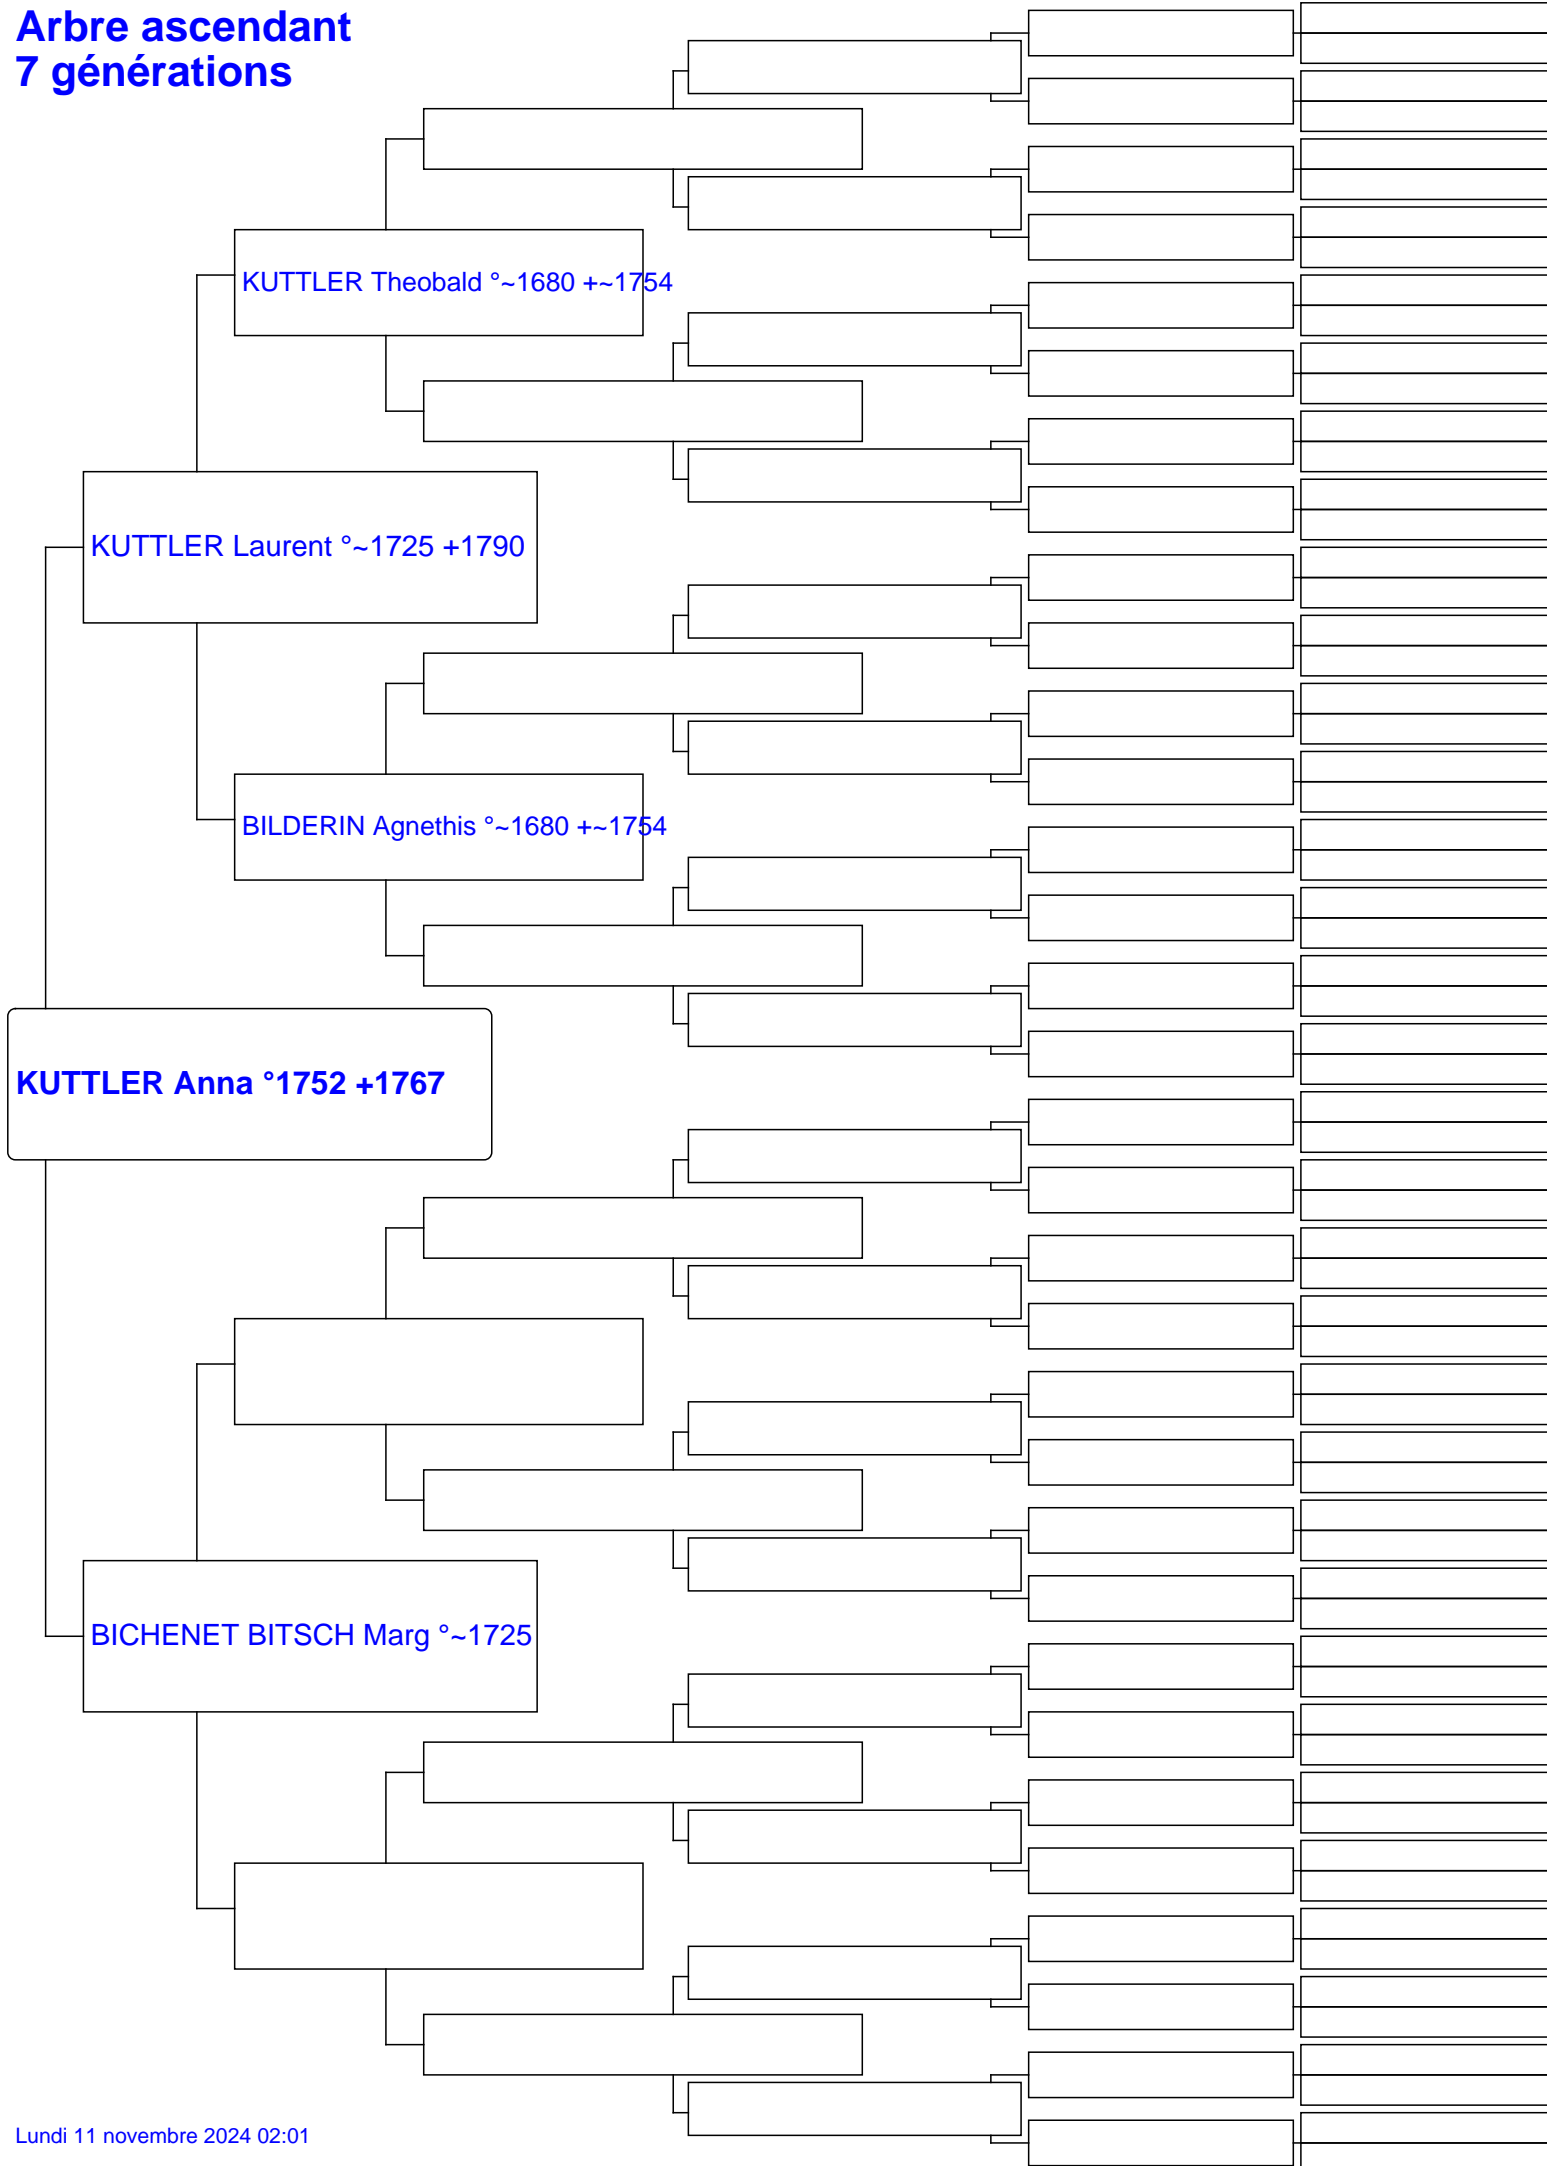 Arbre ascendant
7 générations
KUTTLER Theobald °~1680 +~1754
KUTTLER Laurent °~1725 +1790
BILDERIN Agnethis °~1680 +~1754
KUTTLER Anna °1752 +1767
BICHENET BITSCH Marg °~1725
Lundi 11 novembre 2024 02:01